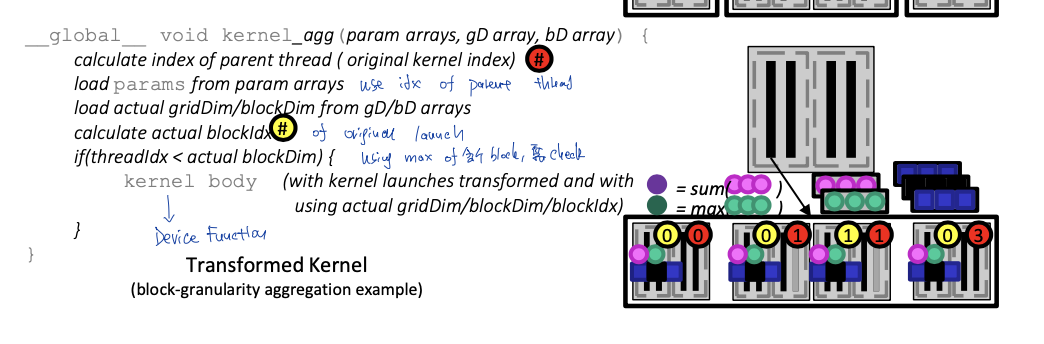 __global__ void kernel_agg (param arrays, gD array, bD array) {
calculate index of parent thread ( original kernel index) #
load params from param arrays use idx of parent thread
load actual gridDim/blockDim from gD/bD arrays
calculate actual blockIdx # of original launch
if(threadIdx < actual blockDim) { using max of block, check
kernel body (with kernel launches transformed and with
using actual gridDim/blockDim/blockIdx)
Device Function
}
}
Transformed Kernel
(block-granularity aggregation example)
= sum( )
= max( )
0 0 0 1 1 1 0 3